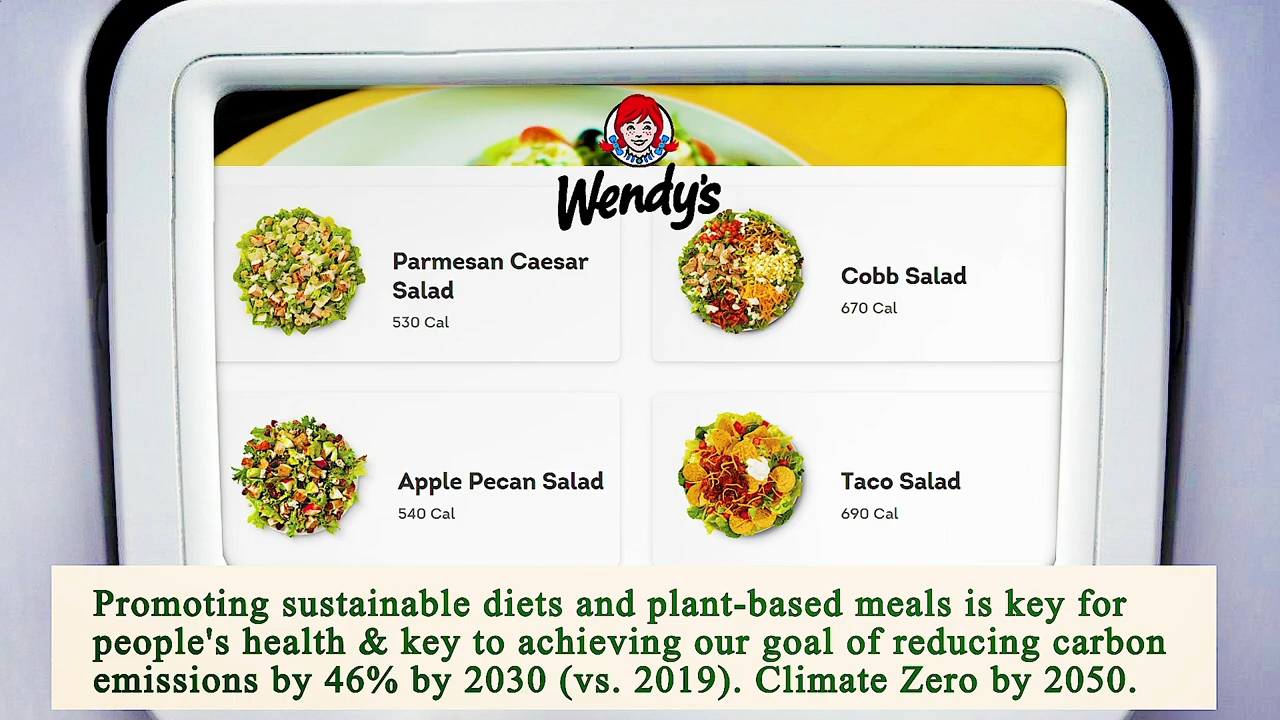 Wendy's
Parmesan Caesar
Salad
530 Cal
Cobb Salad
670 Cal
Apple Pecan Salad
540 Cal
Taco Salad
690 Cal
Promoting sustainable diets and plant-based meals is key for
people's health & key to achieving our goal of reducing carbon
emissions by 46% by 2030 (vs. 2019). Climate Zero by 2050.